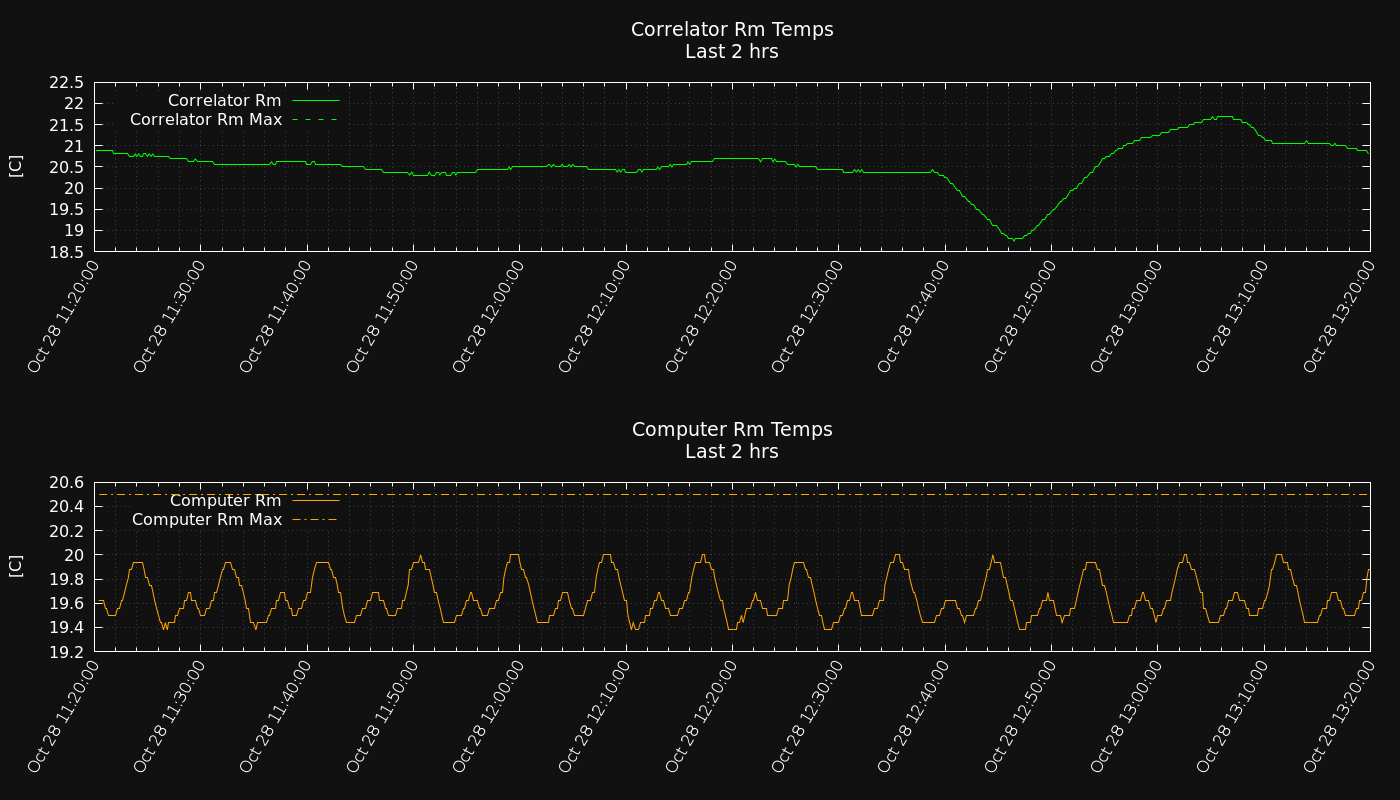 Correlator Rm Temps
Last 2 hrs
22.5
22
21.5
21
20.5
20
19.5
19
18.5
[C]
Correlator Rm
Correlator Rm Max
Oct 28 11:20:00
Oct 28 11:30:00
Oct 28 11:40:00
Oct 28 11:50:00
Oct 28 12:00:00
Oct 28 12:10:00
Oct 28 12:20:00
Oct 28 12:30:00
Oct 28 12:40:00
Oct 28 12:50:00
Oct 28 13:00:00
Oct 28 13:10:00
Oct 28 13:20:00
Computer Rm Temps
Last 2 hrs
20.6
20.4
20.2
20
19.8
19.6
19.4
19.2
[C]
Computer Rm
Computer Rm Max
Oct 28 11:20:00
Oct 28 11:30:00
Oct 28 11:40:00
Oct 28 11:50:00
Oct 28 12:00:00
Oct 28 12:10:00
Oct 28 12:20:00
Oct 28 12:30:00
Oct 28 12:40:00
Oct 28 12:50:00
Oct 28 13:00:00
Oct 28 13:10:00
Oct 28 13:20:00